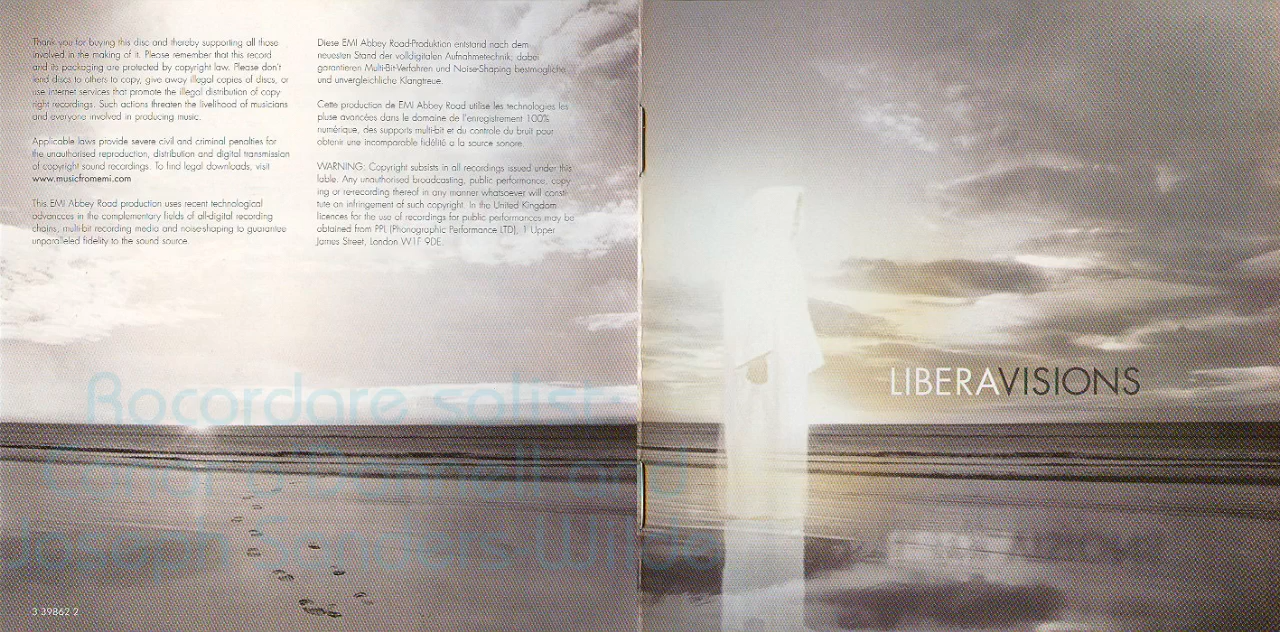 Thank you for buying this disc and thereby supporting all those
involved in the making of it. Please remember that this record
and its packaging are protected by copyright law. Please don't
lend discs to others to copy, give away illegal copies of discs, or
use internet services that promote the illegal distribution of copy-
right recordings. Such actions threaten the livelihood of musicians
and everyone involved in producing music.
Applicable laws provide severe civil and criminal penalties for
the unauthorised reproduction, distribution and digital transmission
of copyright sound recordings. To find legal downloads, visit
www.musicfromemi.com
This EMI Abbey Road production uses recent technological
advancces in the complementary fields of all-digital recording
chains, multi-bit recording media and noise-shaping to guarantee
unparalleled fidelity to the sound source.
Diese EMI Abbey Road-Produktion entstand nach dem
neuesten Stand der volldigitalen Aufnahmetechnik, dabei
garantieren Multi-Bit-Verfahren und Noise-Shaping bestmogliche
und unvergleichliche Klangtreue.
Cette production de EMI Abbey Road utilise les technologies les
pluse avancées dans le domaine de l'enregistrement 100%
numérique, des supports multi-bit et du controle du bruit pour
obtenir une incomparable fidélité a la source sonore.
WARNING: Copyright subsists in all recordings issued under this
lable. Any unauthorised broadcasting, public performance, copy-
ing or re-recording thereof in any manner whatsoever will consti-
tute an infringement of such copyright. In the United Kingdom
licences for the use of recordings for public performances may be
obtained from PPL (Phonographic Performance LTD), 1 Upper
James Street, London W1F 9DE.
LIBERAVISIONS
Rocordare solist:
Conor o'Donnell and
Joseph Sanders-Wilde
3 39862 2